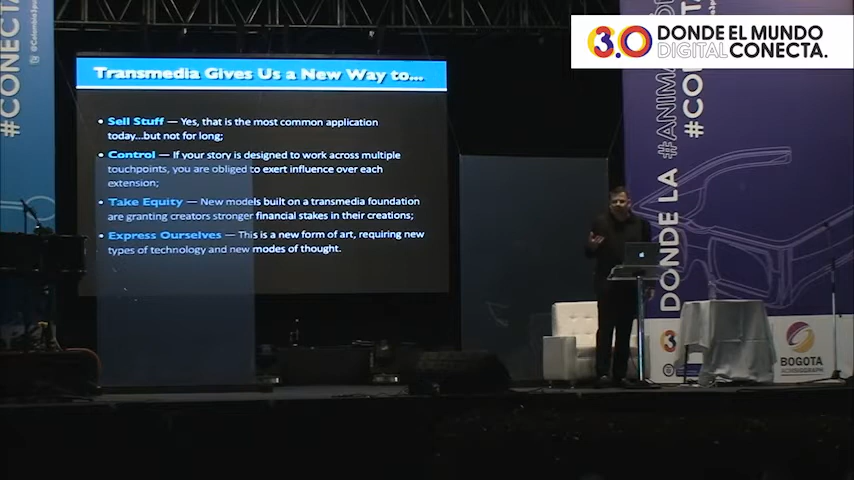 3.0 DONDE EL MUNDO
DIGITAL CONECTA.
#CONECTA
Transmedia Gives Us a New Way to...
• Sell Stuff — Yes, that is the most common application
today...but not for long;
• Control — If your story is designed to work across multiple
touchpoints, you are obliged to exert influence over each
extension;
• Take Equity — New models built on a transmedia foundation
are granting creators stronger financial stakes in their creations;
• Express Ourselves — This is a new form of art, requiring new
types of technology and new modes of thought.
DONDE LA #ANIMA
#CON
3
BOGOTA